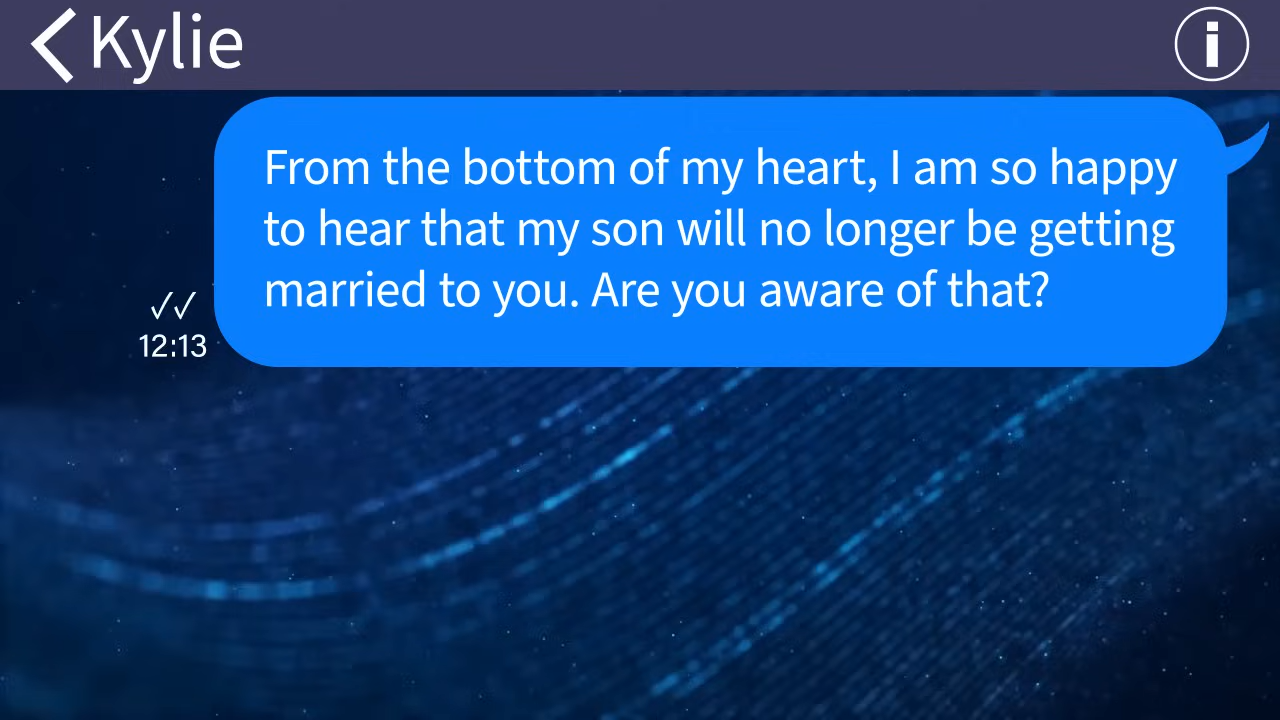 Kylie
From the bottom of my heart, I am so happy
to hear that my son will no longer be getting
married to you. Are you aware of that?
12:13